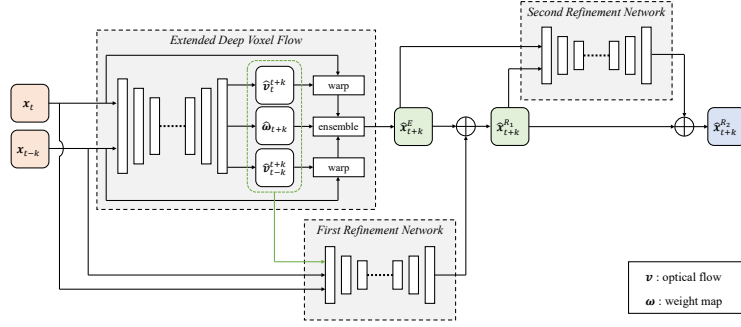 Second Refinement Network
Extended Deep Voxel Flow
x_t
x_{t-k}
v̂_t^{t+k}
ω̂_{t+k}
v̂_{t-k}^{t+k}
warp
ensemble
warp
x̂_{t+k}^E
x̂_{t+k}^{R_1}
x̂_{t+k}^{R_2}
First Refinement Network
v : optical flow
ω : weight map